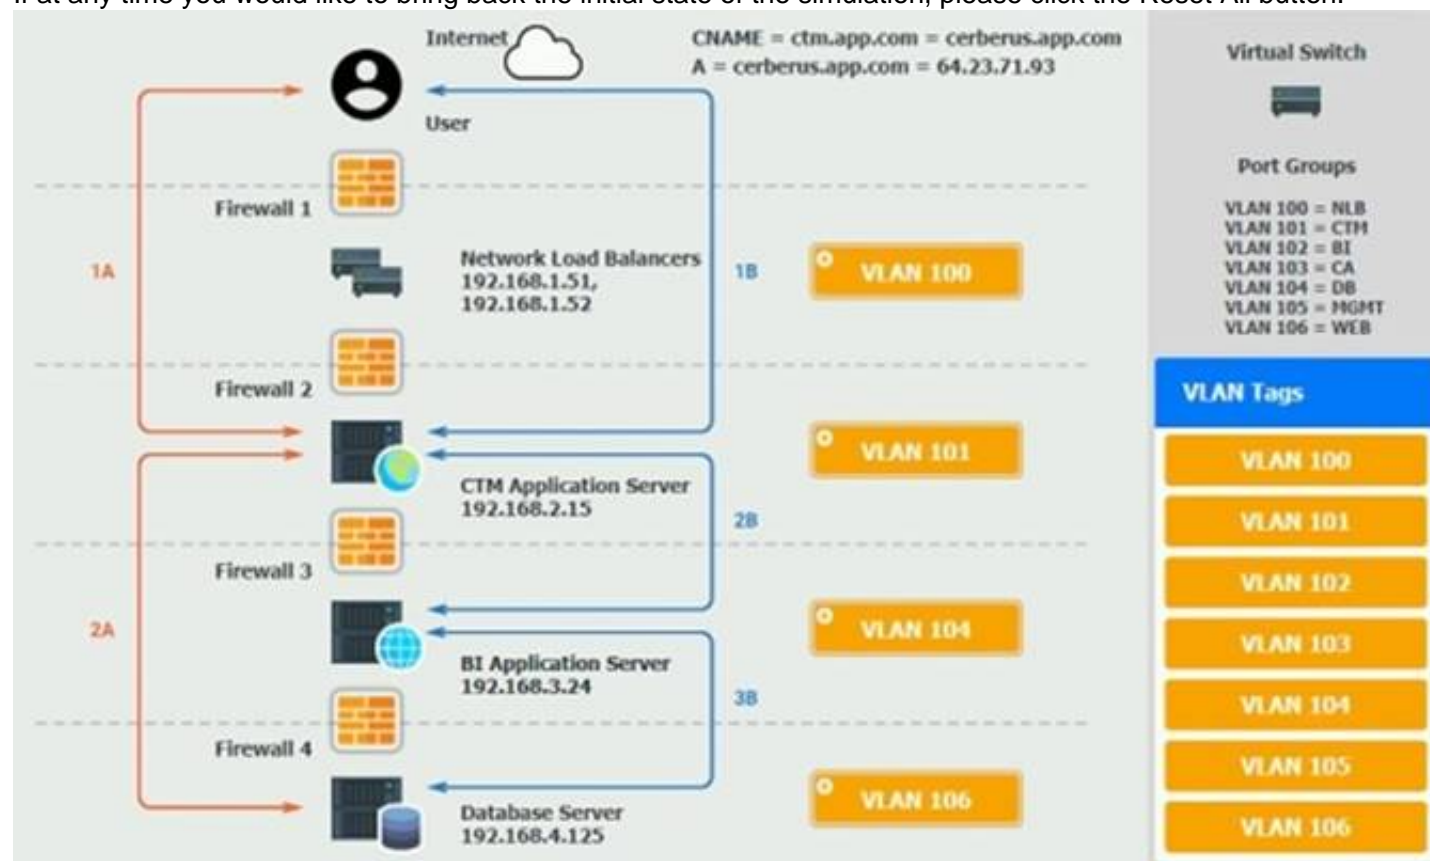 If at any time you would like to bring back the initial state of the simulation, please click the Reset All button.
Internet
CNAME = ctm.app.com = cerberus.app.com
A = cerberus.app.com = 64.23.71.93
User
Firewall 1
1A
Network Load Balancers
192.168.1.51,
192.168.1.52
1B
VLAN 100
Firewall 2
CTM Application Server
192.168.2.15
VLAN 101
2B
Firewall 3
2A
BI Application Server
192.168.3.24
VLAN 104
3B
Firewall 4
Database Server
192.168.4.125
VLAN 106
Virtual Switch
Port Groups
VLAN 100 = NLB
VLAN 101 = CTM
VLAN 102 = BI
VLAN 103 = CA
VLAN 104 = DB
VLAN 105 = MGMT
VLAN 106 = WEB
VLAN Tags
VLAN 100
VLAN 101
VLAN 102
VLAN 103
VLAN 104
VLAN 105
VLAN 106